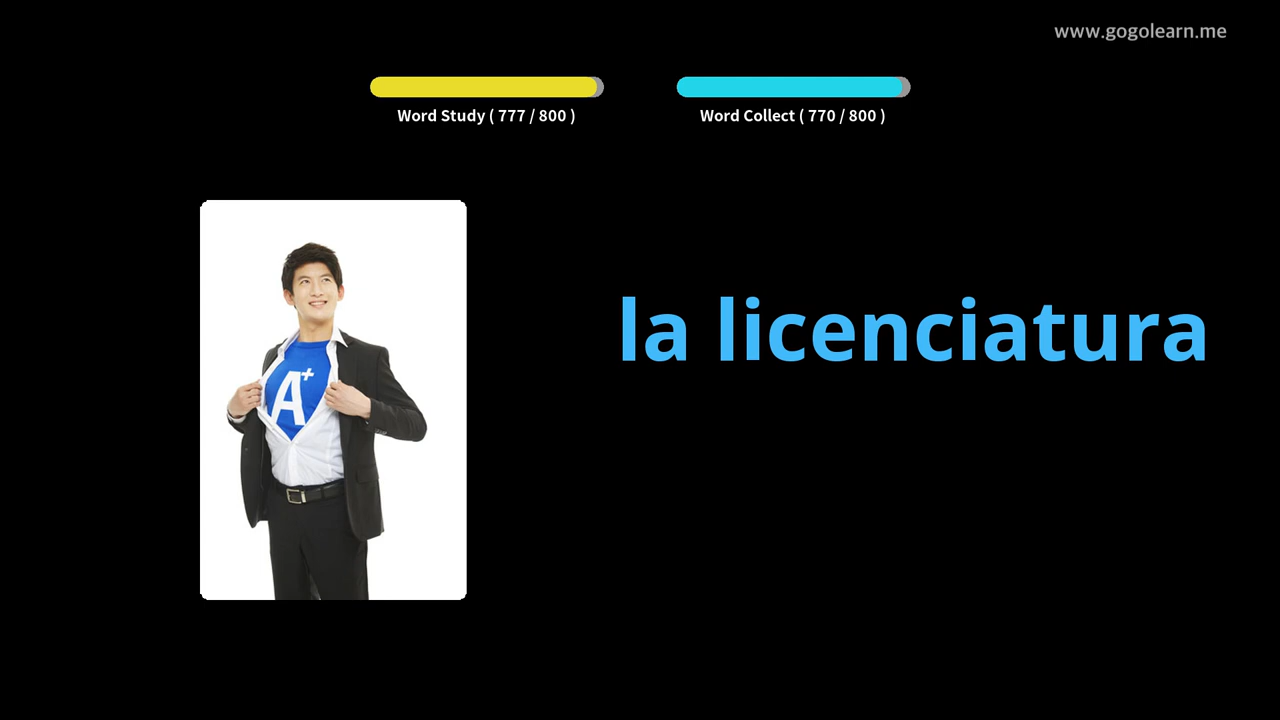 www.gogolearn.me
Word Study ( 777 / 800 )
Word Collect ( 770 / 800 )
la licenciatura
A+